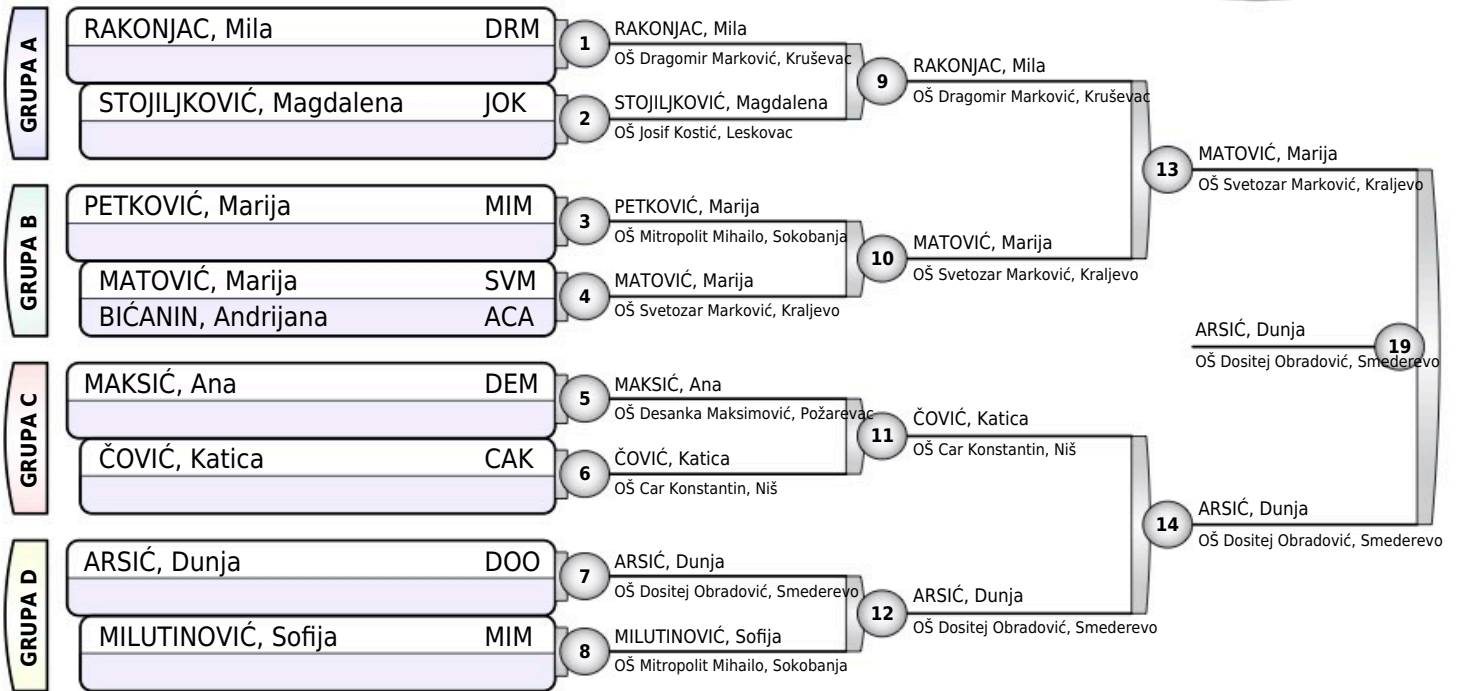 GRUPA A
RAKONJAC, Mila DRM
STOJILJKOVIĆ, Magdalena JOK
GRUPA B
PETKOVIĆ, Marija MIM
MATOVIĆ, Marija SVM
BIĆANIN, Andrijana ACA
GRUPA C
MAKSIĆ, Ana DEM
ČOVIĆ, Katica CAK
GRUPA D
ARSIĆ, Dunja DOO
MILUTINOVIĆ, Sofija MIM
1
RAKONJAC, Mila
OŠ Dragomir Marković, Kruševac
2
STOJILJKOVIĆ, Magdalena
OŠ Josif Kostić, Leskovac
3
PETKOVIĆ, Marija
OŠ Mitropolit Mihailo, Sokobanja
4
MATOVIĆ, Marija
OŠ Svetozar Marković, Kraljevo
5
MAKSIĆ, Ana
OŠ Desanka Maksimović, Požarevac
6
ČOVIĆ, Katica
OŠ Car Konstantin, Niš
7
ARSIĆ, Dunja
OŠ Dositej Obradović, Smederevo
8
MILUTINOVIĆ, Sofija
OŠ Mitropolit Mihailo, Sokobanja
9
RAKONJAC, Mila
OŠ Dragomir Marković, Kruševac
10
MATOVIĆ, Marija
OŠ Svetozar Marković, Kraljevo
11
ČOVIĆ, Katica
OŠ Car Konstantin, Niš
12
ARSIĆ, Dunja
OŠ Dositej Obradović, Smederevo
13
MATOVIĆ, Marija
OŠ Svetozar Marković, Kraljevo
14
ARSIĆ, Dunja
OŠ Dositej Obradović, Smederevo
ARSIĆ, Dunja
19
OŠ Dositej Obradović, Smederevo